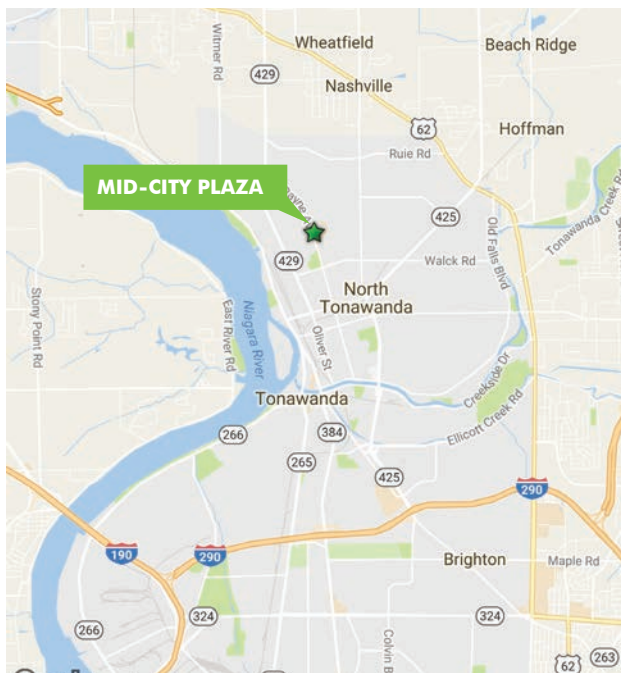 Wheatfield
Beach Ridge
Witmer Rd
429
Nashville
62
Hoffman
Ruie Rd
MID-CITY PLAZA
425
Old Falls Blvd
Tonawanda Creek Rd
429
Walck Rd
North
Tonawanda
Stony Point Rd
East River Rd
Niagara River
Oliver St
Creekside Dr
Tonawanda
Ellicott Creek Rd
266
384
265
425
290
190
290
Brighton
Maple Rd
324
324
266
Colvin B
263
62